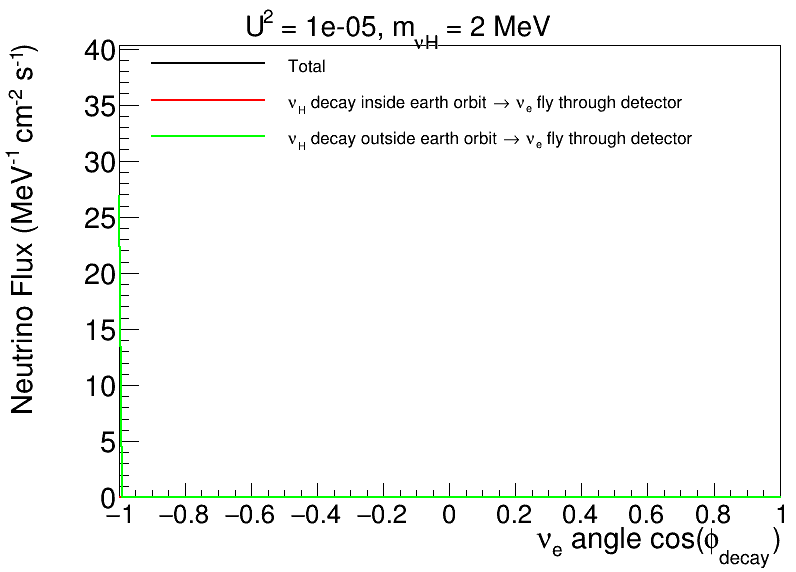 U² = 1e-05, m_νH = 2 MeV
Total
ν_H decay inside earth orbit → ν_e fly through detector
ν_H decay outside earth orbit → ν_e fly through detector
Neutrino Flux (MeV⁻¹ cm⁻² s⁻¹)
40
35
30
25
20
15
10
5
0
−1 −0.8 −0.6 −0.4 −0.2 0 0.2 0.4 0.6 0.8 1
ν_e angle cos(ϕ_decay)